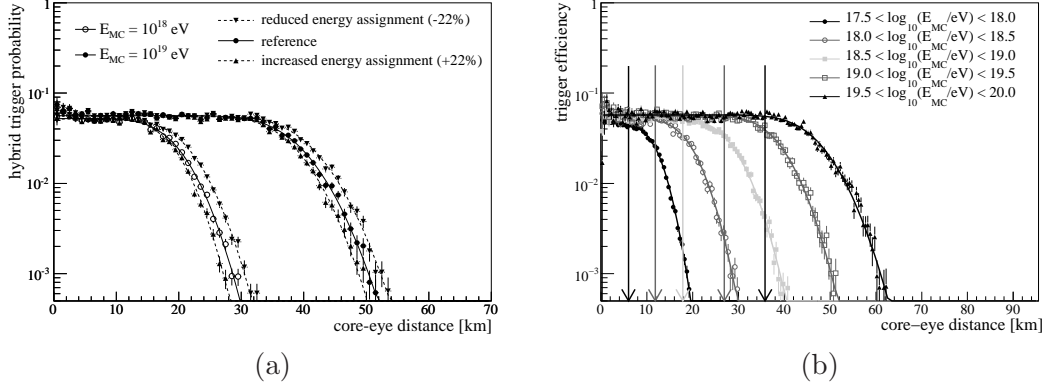 hybrid trigger probability
1
10⁻¹
10⁻²
10⁻³
E_MC = 10¹⁸ eV
E_MC = 10¹⁹ eV
reduced energy assignment (-22%)
reference
increased energy assignment (+22%)
0 10 20 30 40 50 60 70
core-eye distance [km]
(a)
trigger efficiency
1
10⁻¹
10⁻²
10⁻³
17.5 < log₁₀(E_MC/eV) < 18.0
18.0 < log₁₀(E_MC/eV) < 18.5
18.5 < log₁₀(E_MC/eV) < 19.0
19.0 < log₁₀(E_MC/eV) < 19.5
19.5 < log₁₀(E_MC/eV) < 20.0
0 10 20 30 40 50 60 70 80 90
core−eye distance [km]
(b)